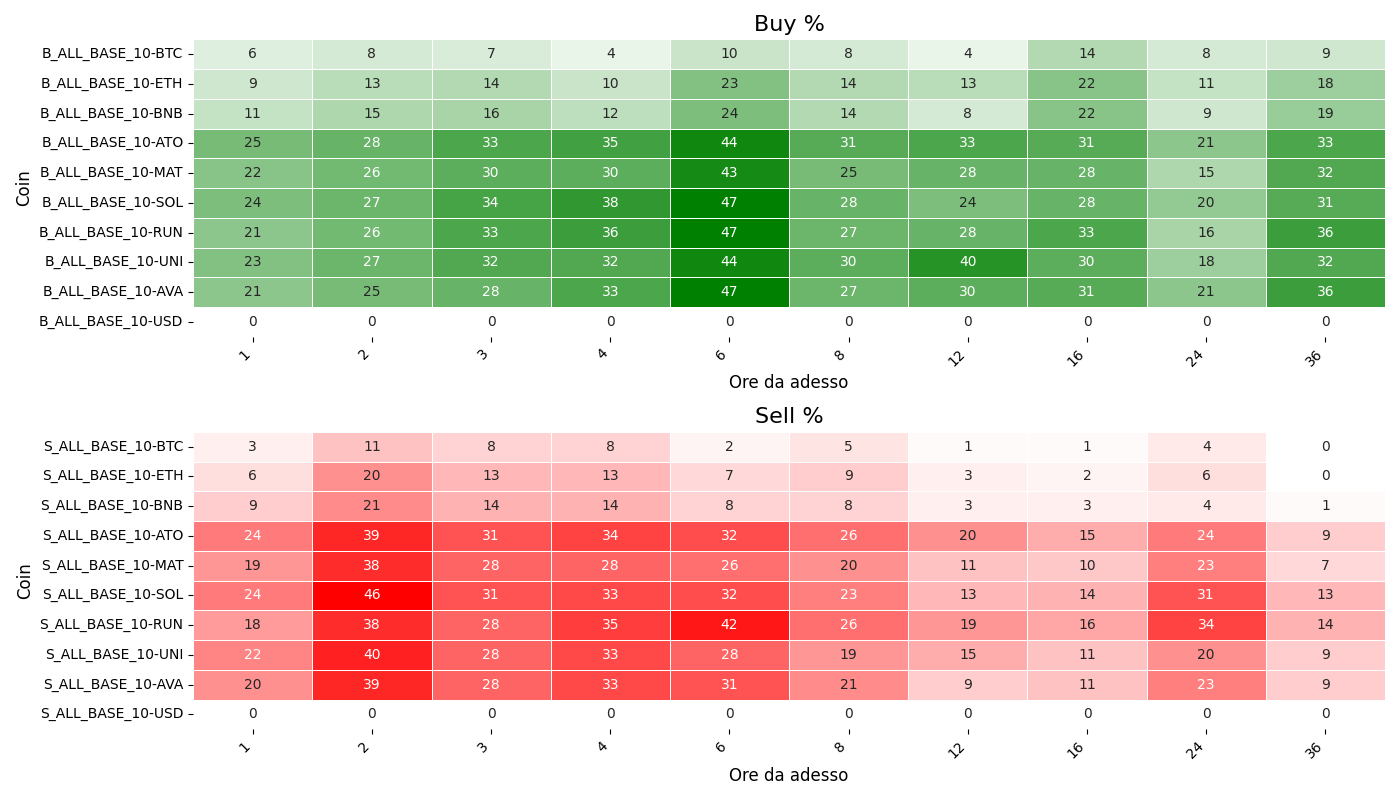 Buy %
Coin
B_ALL_BASE_10-BTC 6 8 7 4 10 8 4 14 8 9
B_ALL_BASE_10-ETH 9 13 14 10 23 14 13 22 11 18
B_ALL_BASE_10-BNB 11 15 16 12 24 14 8 22 9 19
B_ALL_BASE_10-ATO 25 28 33 35 44 31 33 31 21 33
B_ALL_BASE_10-MAT 22 26 30 30 43 25 28 28 15 32
B_ALL_BASE_10-SOL 24 27 34 38 47 28 24 28 20 31
B_ALL_BASE_10-RUN 21 26 33 36 47 27 28 33 16 36
B_ALL_BASE_10-UNI 23 27 32 32 44 30 40 30 18 32
B_ALL_BASE_10-AVA 21 25 28 33 47 27 30 31 21 36
B_ALL_BASE_10-USD 0 0 0 0 0 0 0 0 0 0
1 2 3 4 6 8 12 16 24 36
Ore da adesso
Sell %
Coin
S_ALL_BASE_10-BTC 3 11 8 8 2 5 1 1 4 0
S_ALL_BASE_10-ETH 6 20 13 13 7 9 3 2 6 0
S_ALL_BASE_10-BNB 9 21 14 14 8 8 3 3 4 1
S_ALL_BASE_10-ATO 24 39 31 34 32 26 20 15 24 9
S_ALL_BASE_10-MAT 19 38 28 28 26 20 11 10 23 7
S_ALL_BASE_10-SOL 24 46 31 33 32 23 13 14 31 13
S_ALL_BASE_10-RUN 18 38 28 35 42 26 19 16 34 14
S_ALL_BASE_10-UNI 22 40 28 33 28 19 15 11 20 9
S_ALL_BASE_10-AVA 20 39 28 33 31 21 9 11 23 9
S_ALL_BASE_10-USD 0 0 0 0 0 0 0 0 0 0
1 2 3 4 6 8 12 16 24 36
Ore da adesso